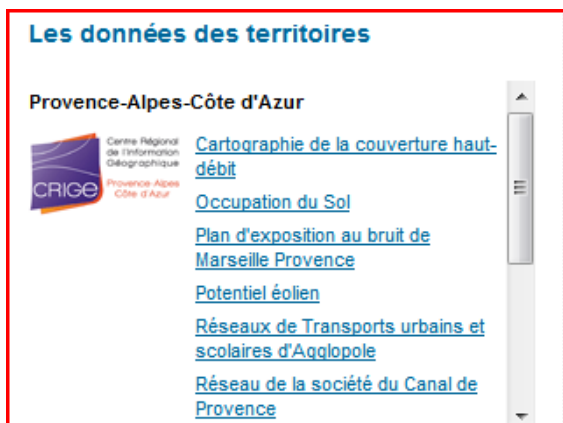 Les données des territoires
Provence-Alpes-Côte d'Azur
Centre Régional
de l'Information
Géographique
Provence Alpes
Côte d'Azur
CRIGE
Cartographie de la couverture haut-
débit
Occupation du Sol
Plan d'exposition au bruit de
Marseille Provence
Potentiel éolien
Réseaux de Transports urbains et
scolaires d'Agglopole
Réseau de la société du Canal de
Provence